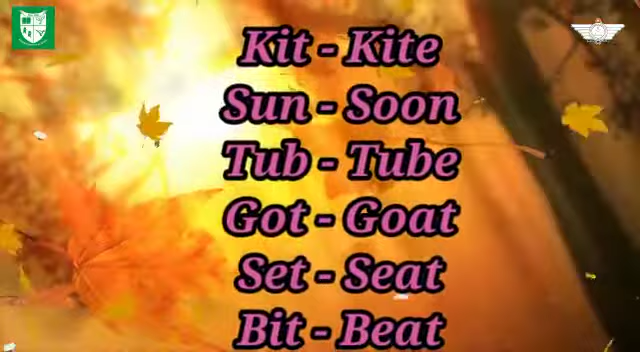 Kit - Kite
Sun - Soon
Tub - Tube
Got - Goat
Set - Seat
Bit - Beat